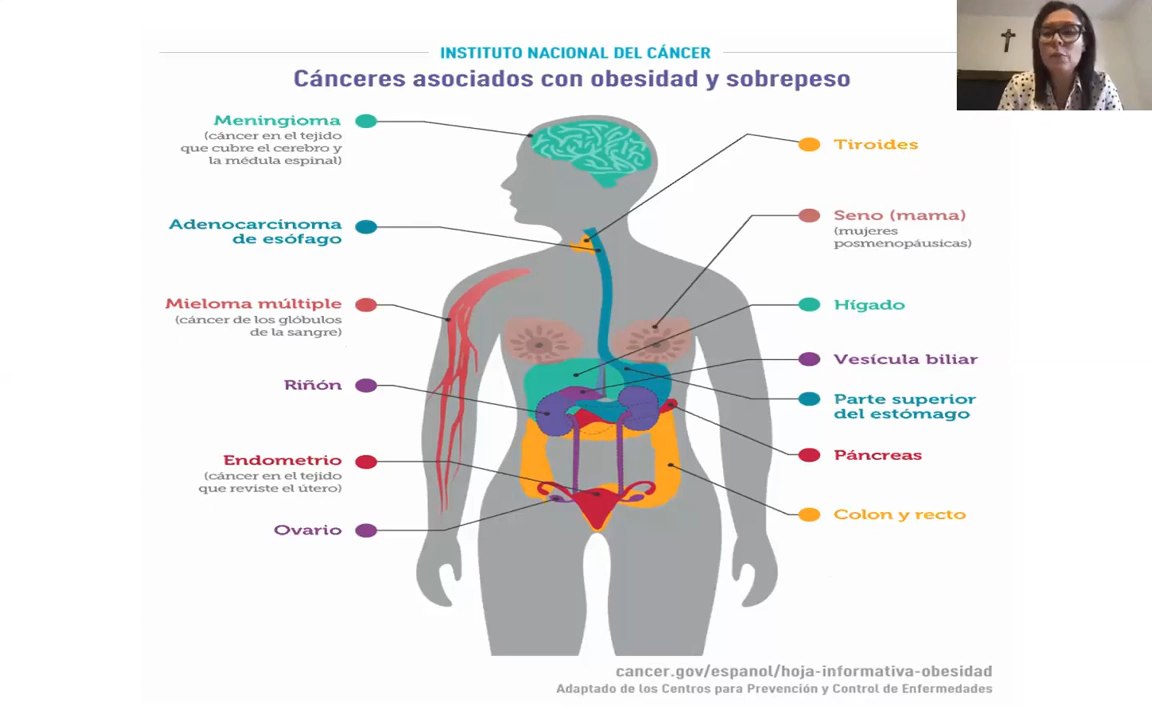 INSTITUTO NACIONAL DEL CÁNCER
Cánceres asociados con obesidad y sobrepeso
Meningioma
(cáncer en el tejido
que cubre el cerebro y
la médula espinal)
Adenocarcinoma
de esófago
Mieloma múltiple
(cáncer de los glóbulos
de la sangre)
Riñón
Endometrio
(cáncer en el tejido
que reviste el útero)
Ovario
Tiroides
Seno (mama)
(mujeres
posmenopáusicas)
Hígado
Vesícula biliar
Parte superior
del estómago
Páncreas
Colon y recto
cancer.gov/espanol/hoja-informativa-obesidad
Adaptado de los Centros para Prevención y Control de Enfermedades